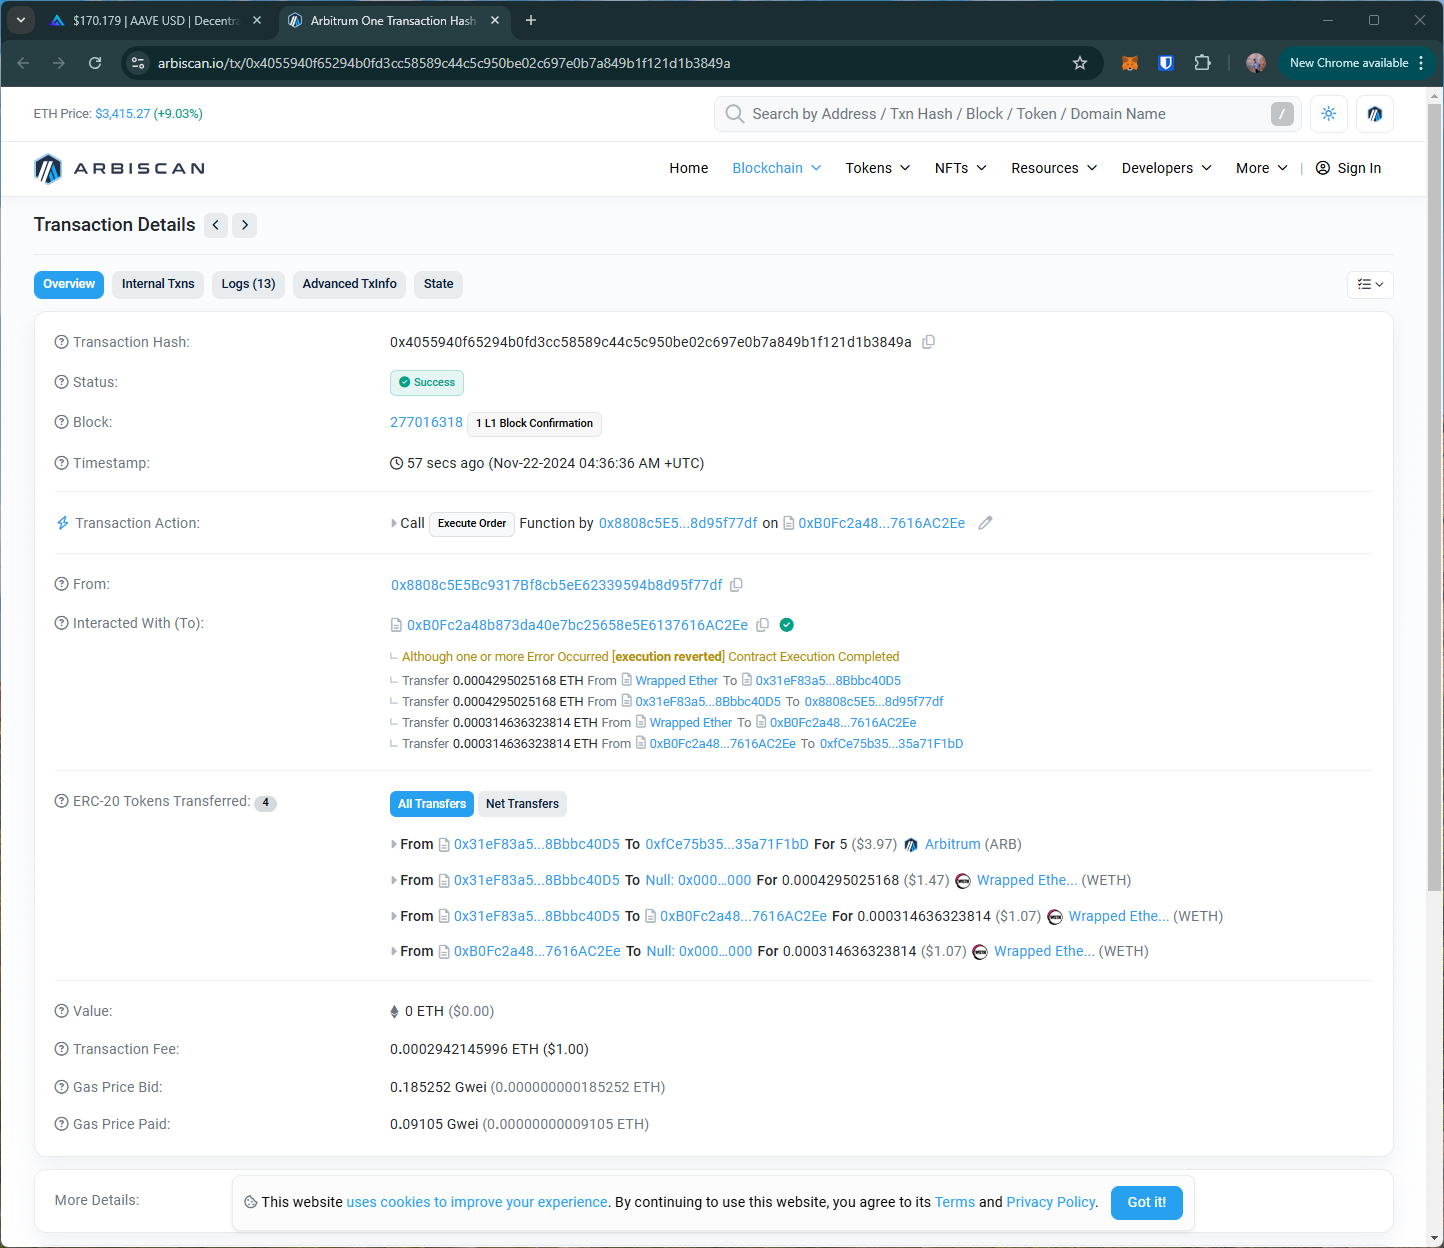 $170.179 | AAVE USD | Decentra
Arbitrum One Transaction Hash
arbiscan.io/tx/0x4055940f65294b0fd3cc58589c44c5c950be02c697e0b7a849b1f121d1b3849a
New Chrome available
ETH Price: $3,415.27 (+9.03%)
Search by Address / Txn Hash / Block / Token / Domain Name
/
ARBISCAN
Home Blockchain Tokens NFTs Resources Developers More | Sign In
Transaction Details
Overview Internal Txns Logs (13) Advanced TxInfo State
Transaction Hash: 0x4055940f65294b0fd3cc58589c44c5c950be02c697e0b7a849b1f121d1b3849a
Status: Success
Block: 277016318 1 L1 Block Confirmation
Timestamp: 57 secs ago (Nov-22-2024 04:36:36 AM +UTC)
Transaction Action: Call Execute Order Function by 0x8808c5E5...8d95f77df on 0xB0Fc2a48...7616AC2Ee
From: 0x8808c5E5Bc9317Bf8cb5eE62339594b8d95f77df
Interacted With (To): 0xB0Fc2a48b873da40e7bc25658e5E6137616AC2Ee
Although one or more Error Occurred [execution reverted] Contract Execution Completed
Transfer 0.0004295025168 ETH From Wrapped Ether To 0x31eF83a5...8Bbbc40D5
Transfer 0.0004295025168 ETH From 0x31eF83a5...8Bbbc40D5 To 0x8808c5E5...8d95f77df
Transfer 0.000314636323814 ETH From Wrapped Ether To 0xB0Fc2a48...7616AC2Ee
Transfer 0.000314636323814 ETH From 0xB0Fc2a48...7616AC2Ee To 0xfCe75b35...35a71F1bD
ERC-20 Tokens Transferred: 4 All Transfers Net Transfers
From 0x31eF83a5...8Bbbc40D5 To 0xfCe75b35...35a71F1bD For 5 ($3.97) Arbitrum (ARB)
From 0x31eF83a5...8Bbbc40D5 To Null: 0x000...000 For 0.0004295025168 ($1.47) WETH Wrapped Ethe... (WETH)
From 0x31eF83a5...8Bbbc40D5 To 0xB0Fc2a48...7616AC2Ee For 0.000314636323814 ($1.07) WETH Wrapped Ethe... (WETH)
From 0xB0Fc2a48...7616AC2Ee To Null: 0x000...000 For 0.000314636323814 ($1.07) WETH Wrapped Ethe... (WETH)
Value: 0 ETH ($0.00)
Transaction Fee: 0.0002942145996 ETH ($1.00)
Gas Price Bid: 0.185252 Gwei (0.000000000185252 ETH)
Gas Price Paid: 0.09105 Gwei (0.00000000009105 ETH)
More Details:
This website uses cookies to improve your experience. By continuing to use this website, you agree to its Terms and Privacy Policy. Got it!